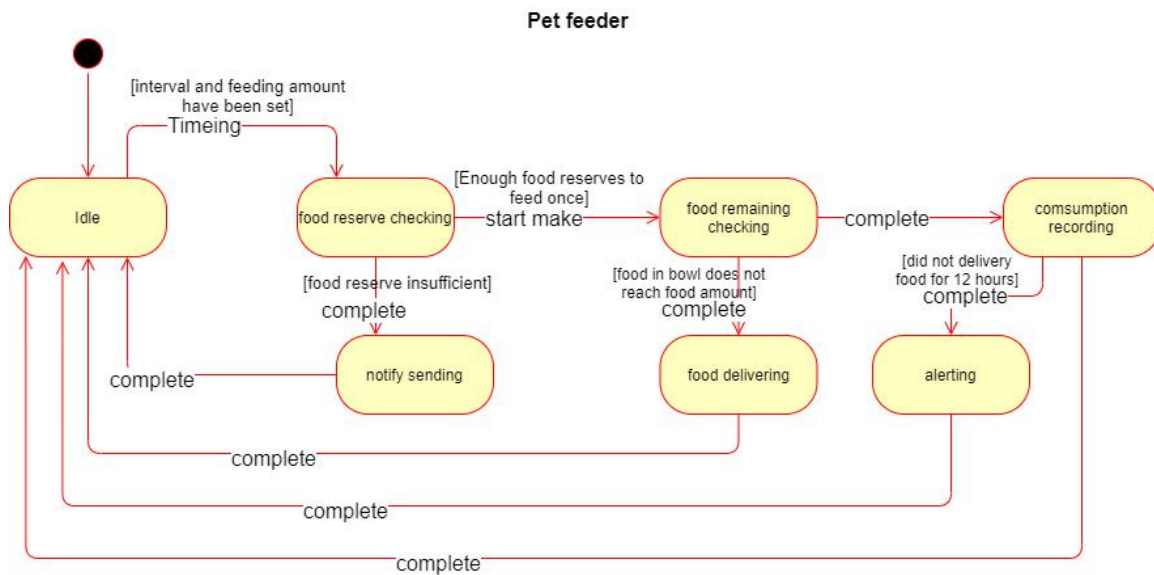 Pet feeder
[interval and feeding amount
have been set]
Timeing
Idle
food reserve checking
[Enough food reserves to
feed once]
start make
food remaining
checking
complete
comsumption
recording
[food reserve insufficient]
complete
[food in bowl does not
reach food amount]
complete
[did not delivery
food for 12 hours]
complete
notify sending
food delivering
alerting
complete
complete
complete
complete